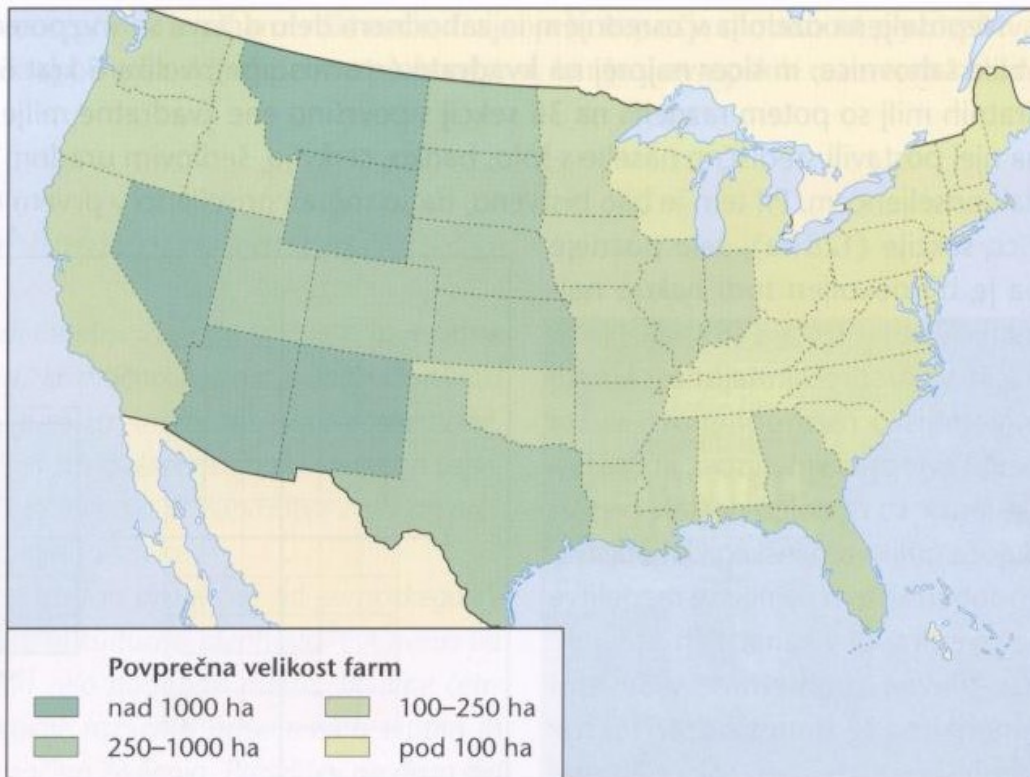 Povprečna velikost farm
nad 1000 ha
250–1000 ha
100–250 ha
pod 100 ha